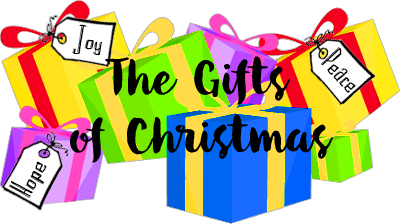 Joy
Peace
The Gifts
of Christmas
Hope